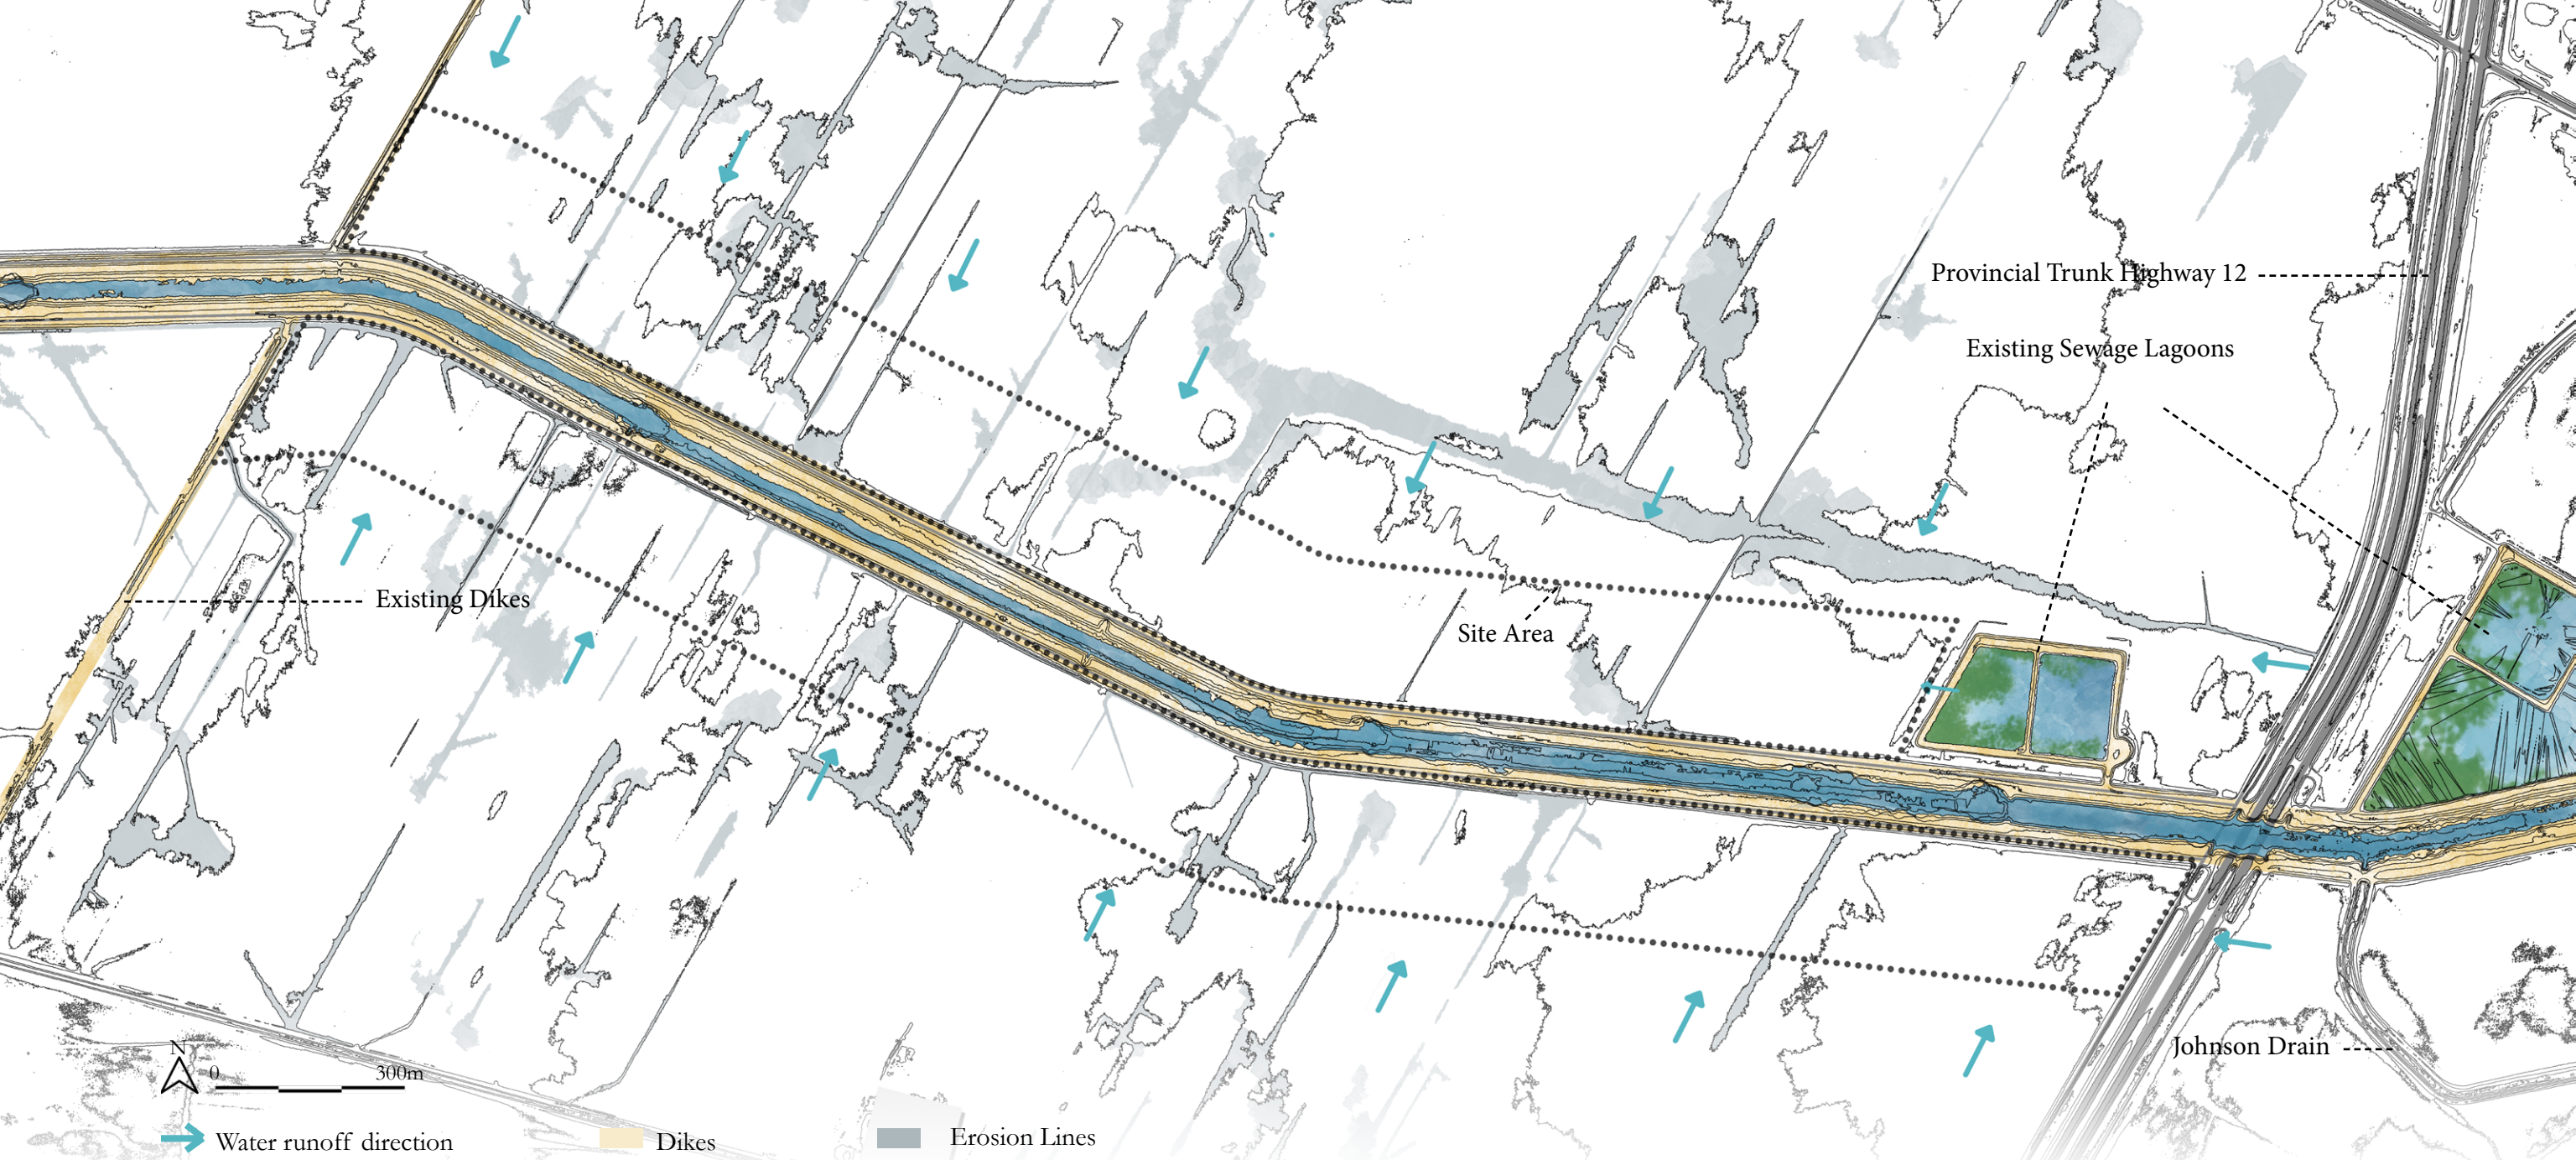 Provincial Trunk Highway 12
Existing Sewage Lagoons
Existing Dikes
Site Area
Johnson Drain
N
0 300m
Water runoff direction
Dikes
Erosion Lines